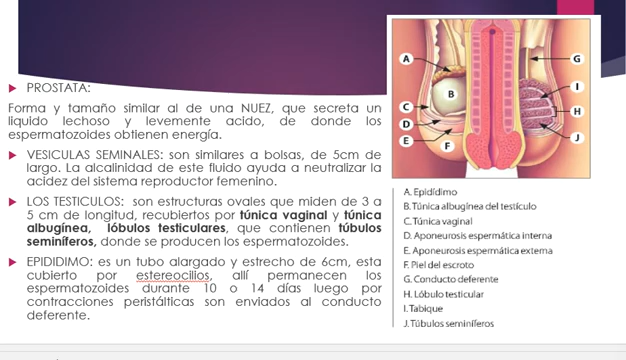 PROSTATA:
Forma y tamaño similar al de una NUEZ, que secreta un
liquido lechoso y levemente acido, de donde los
espermatozoides obtienen energía.
VESICULAS SEMINALES: son similares a bolsas, de 5cm de
largo. La alcalinidad de este fluido ayuda a neutralizar la
acidez del sistema reproductor femenino.
LOS TESTICULOS: son estructuras ovales que miden de 3 a
5 cm de longitud, recubiertos por túnica vaginal y túnica
albugínea, lóbulos testiculares, que contienen túbulos
seminíferos, donde se producen los espermatozoides.
EPIDIDIMO: es un tubo alargado y estrecho de 6cm, esta
cubierto por estereocilios, allí permanecen los
espermatozoides durante 10 o 14 días luego por
contracciones peristálticas son enviados al conducto
deferente.
A
B
C
D
E
F
G
I
H
J
A. Epidídimo
B. Túnica albugínea del testículo
C. Túnica vaginal
D. Aponeurosis espermática interna
E. Aponeurosis espermática externa
F. Piel del escroto
G. Conducto deferente
H. Lóbulo testicular
I. Tabique
J. Túbulos seminíferos